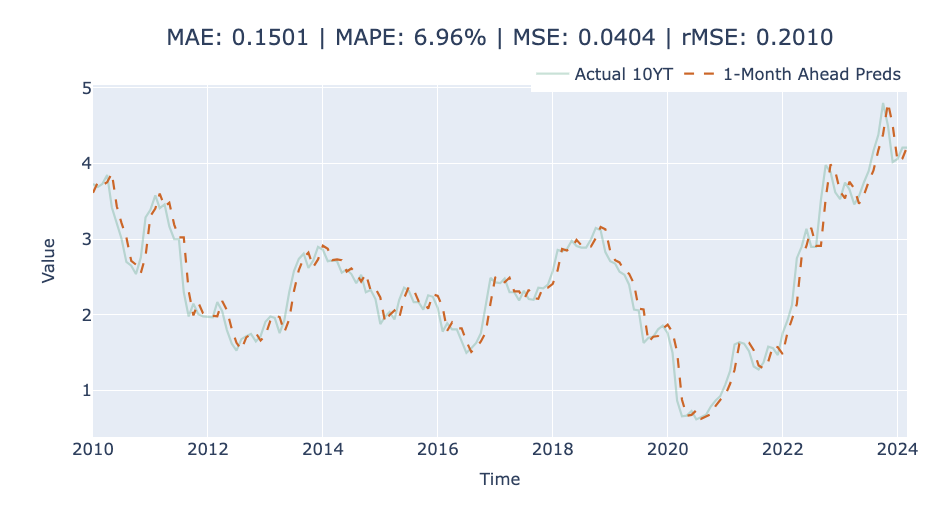 MAE: 0.1501 | MAPE: 6.96% | MSE: 0.0404 | rMSE: 0.2010
Actual 10YT 1-Month Ahead Preds
5
4
3
2
1
Value
2010 2012 2014 2016 2018 2020 2022 2024
Time